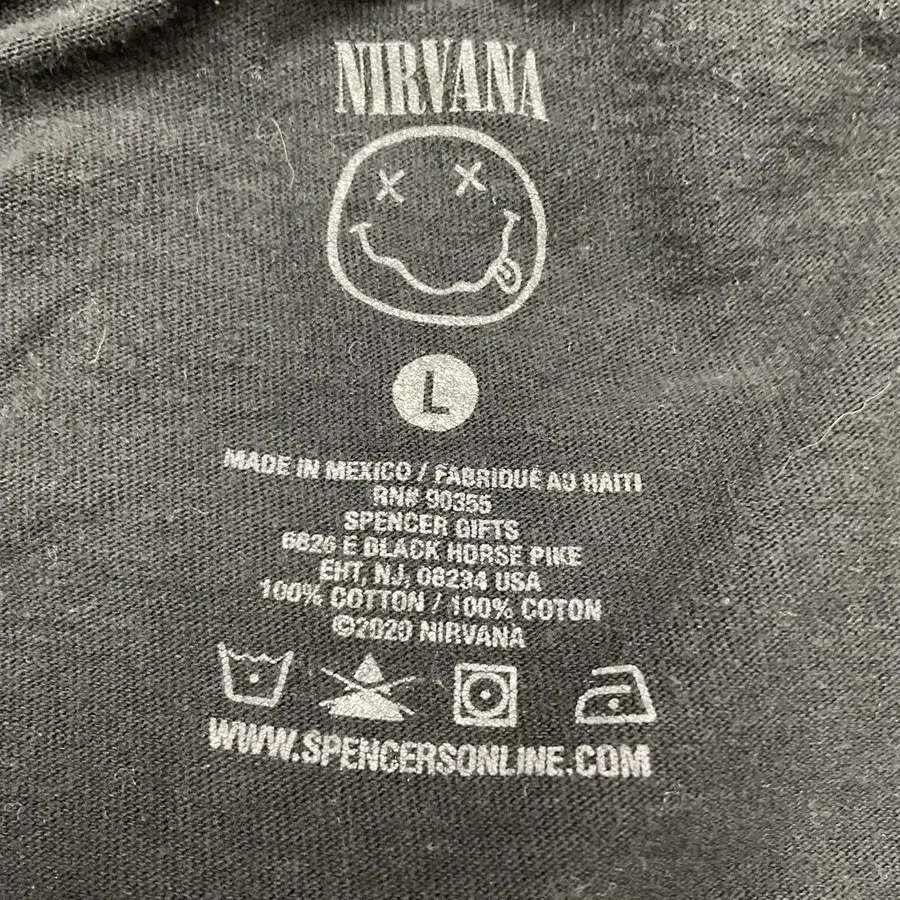 NIRVANA
L
MADE IN MEXICO / FABRIQUÉ AU HAITI
RN# 90355
SPENCER GIFTS
6826 E BLACK HORSE PIKE
EHT, NJ, 08234 USA
100% COTTON / 100% COTON
©2020 NIRVANA
WWW.SPENCERSONLINE.COM